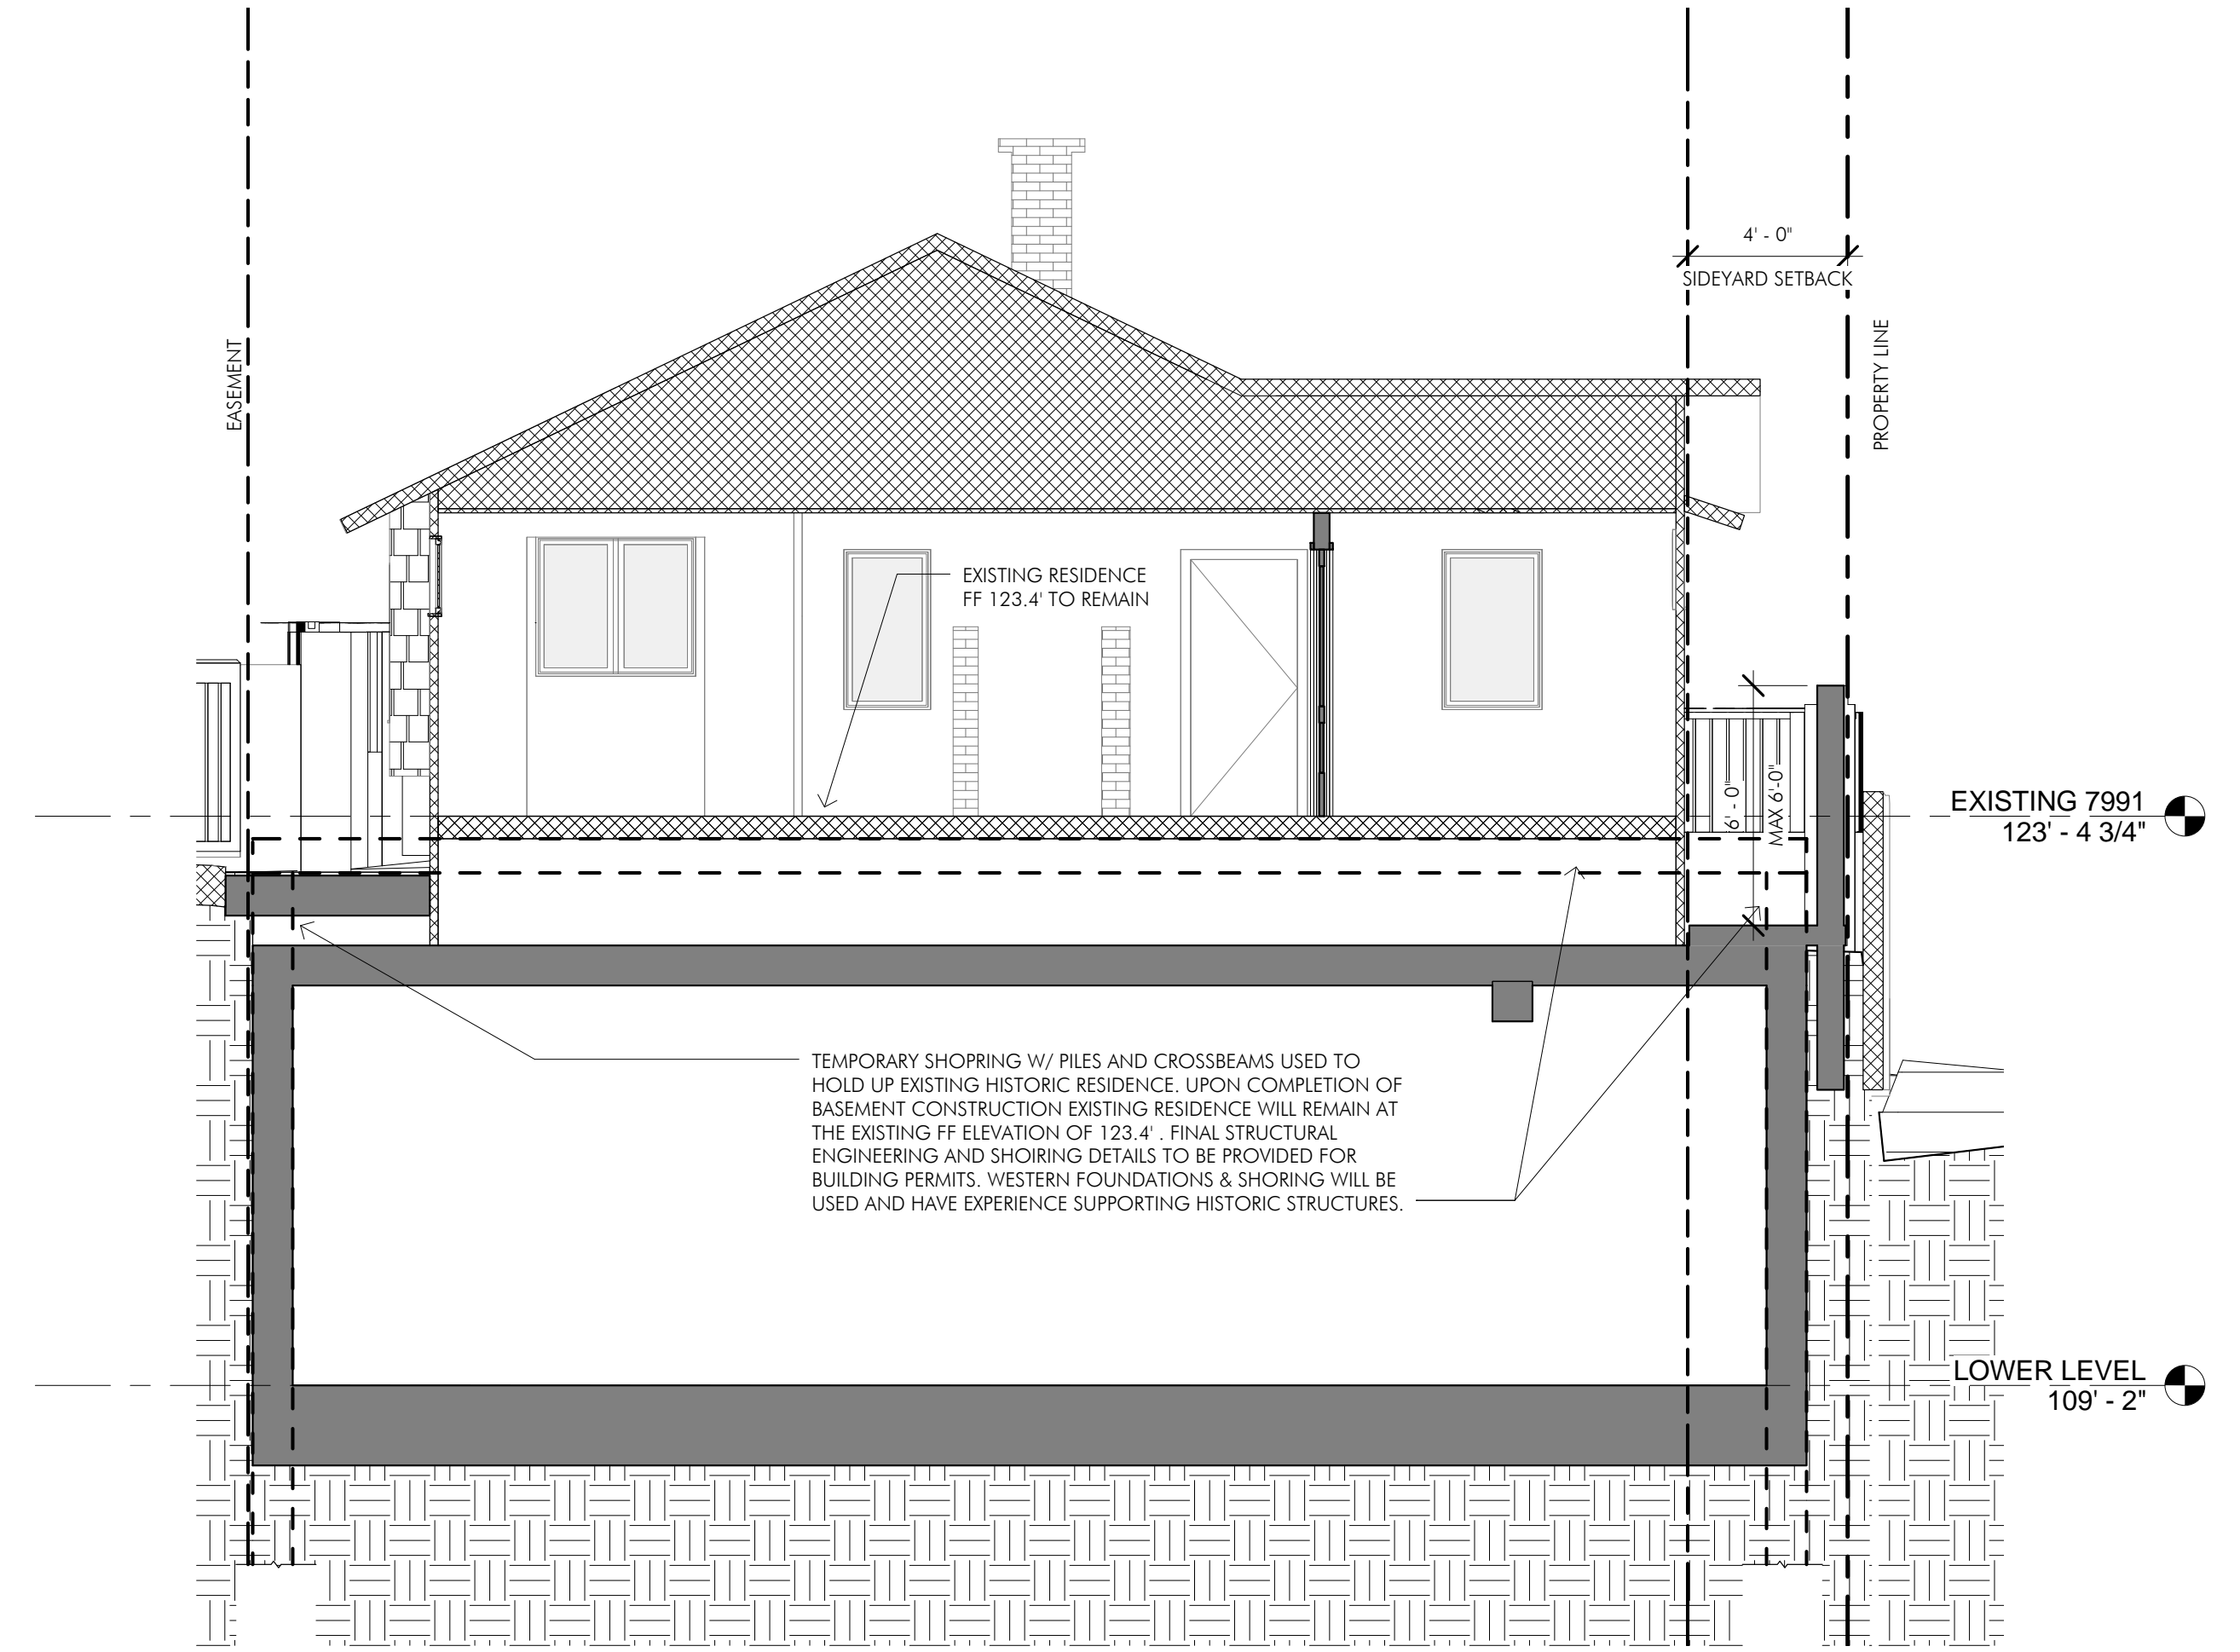 4' - 0"
SIDEYARD SETBACK
EASEMENT
PROPERTY LINE
EXISTING RESIDENCE
FF 123.4' TO REMAIN
6' - 0"
MAX 6'-0"
EXISTING 7991
123' - 4 3/4"
TEMPORARY SHOPRING W/ PILES AND CROSSBEAMS USED TO
HOLD UP EXISTING HISTORIC RESIDENCE. UPON COMPLETION OF
BASEMENT CONSTRUCTION EXISTING RESIDENCE WILL REMAIN AT
THE EXISTING FF ELEVATION OF 123.4' . FINAL STRUCTURAL
ENGINEERING AND SHOIRING DETAILS TO BE PROVIDED FOR
BUILDING PERMITS. WESTERN FOUNDATIONS & SHORING WILL BE
USED AND HAVE EXPERIENCE SUPPORTING HISTORIC STRUCTURES.
LOWER LEVEL
109' - 2"